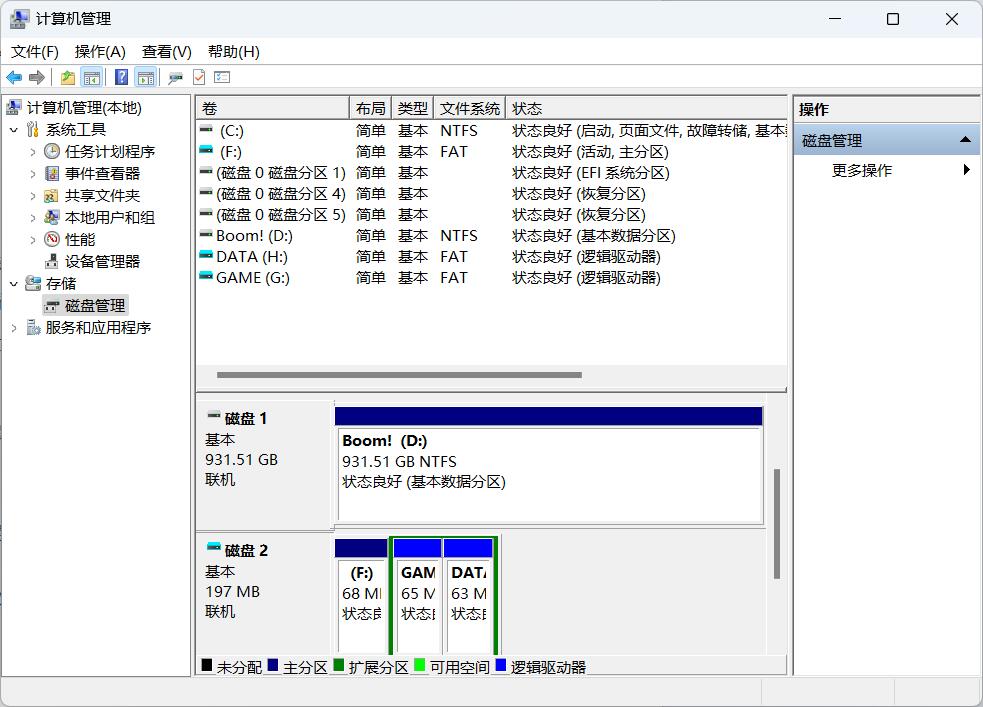 计算机管理
文件(F) 操作(A) 查看(V) 帮助(H)
计算机管理(本地)
系统工具
任务计划程序
事件查看器
共享文件夹
本地用户和组
性能
设备管理器
存储
磁盘管理
服务和应用程序
卷 布局 类型 文件系统 状态
(C:) 简单 基本 NTFS 状态良好 (启动, 页面文件, 故障转储, 基本
(F:) 简单 基本 FAT 状态良好 (活动, 主分区)
(磁盘 0 磁盘分区 1) 简单 基本 状态良好 (EFI 系统分区)
(磁盘 0 磁盘分区 4) 简单 基本 状态良好 (恢复分区)
(磁盘 0 磁盘分区 5) 简单 基本 状态良好 (恢复分区)
Boom! (D:) 简单 基本 NTFS 状态良好 (基本数据分区)
DATA (H:) 简单 基本 FAT 状态良好 (逻辑驱动器)
GAME (G:) 简单 基本 FAT 状态良好 (逻辑驱动器)
磁盘 1
基本
931.51 GB
联机
Boom! (D:)
931.51 GB NTFS
状态良好 (基本数据分区)
磁盘 2
基本
197 MB
联机
(F:)
68 M
状态良
GAM
65 M
状态
DATA
63 M
状态
未分配 主分区 扩展分区 可用空间 逻辑驱动器
操作
磁盘管理
更多操作